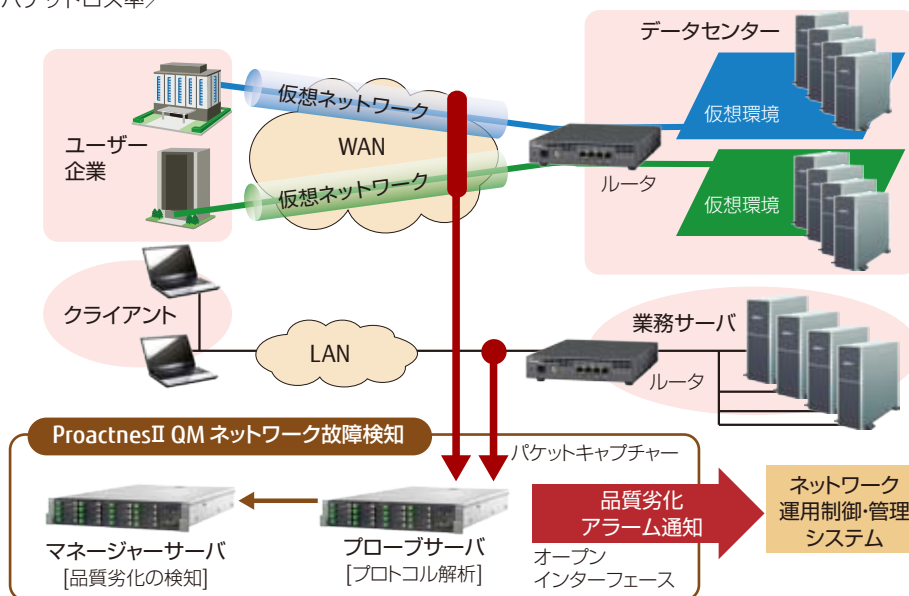 パケットロス率／
データセンター
仮想ネットワーク
仮想環境
WAN
ユーザー
企業
ルータ
仮想ネットワーク
仮想環境
クライアント
業務サーバ
LAN
ルータ
ProactnesⅡ QM ネットワーク故障検知
パケットキャプチャー
品質劣化
アラーム通知
ネットワーク
運用制御・管理
システム
マネージャーサーバ
[品質劣化の検知]
プローブサーバ
[プロトコル解析]
オープン
インターフェース